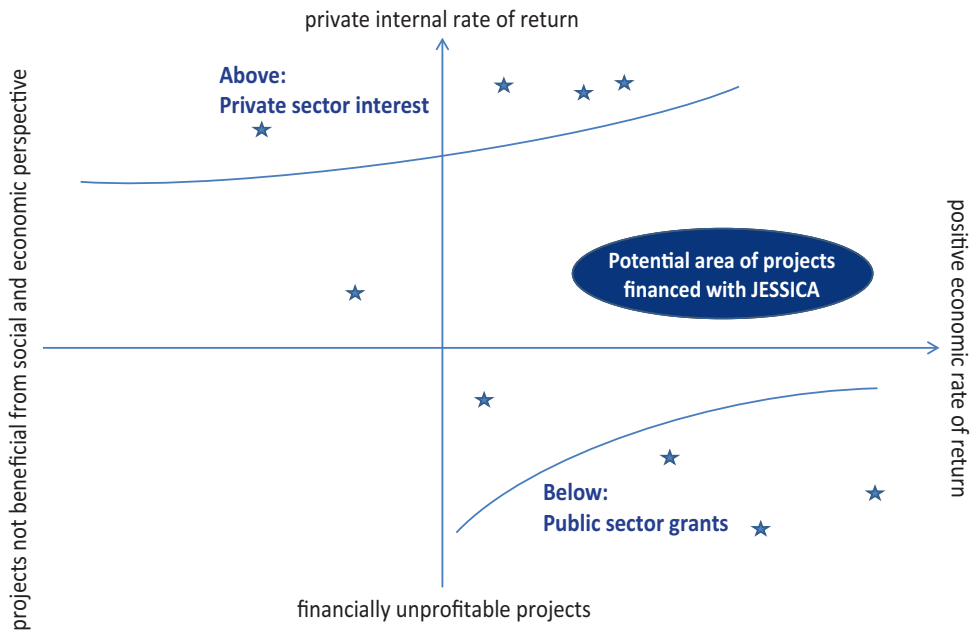 private internal rate of return
Above:
Private sector interest
projects not beneficial from social and economic perspective
positive economic rate of return
Potential area of projects
financed with JESSICA
Below:
Public sector grants
financially unprofitable projects